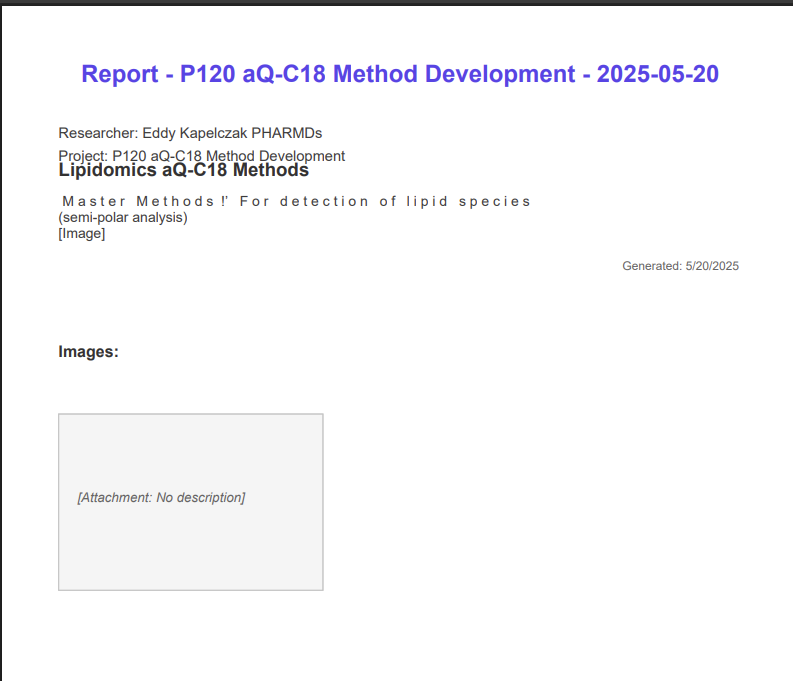 Report - P120 aQ-C18 Method Development - 2025-05-20
Researcher: Eddy Kapelczak PHARMDs
Project: P120 aQ-C18 Method Development
Lipidomics aQ-C18 Methods
Master Methods !' For detection of lipid species
(semi-polar analysis)
[Image]
Generated: 5/20/2025
Images:
[Attachment: No description]